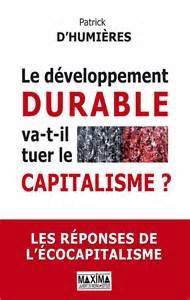 Patrick
D'HUMIÈRES
Le développement
DURABLE
va-t-il
tuer le
CAPITALISME ?
LES RÉPONSES DE
L'ÉCOCAPITALISME
MAXIMA